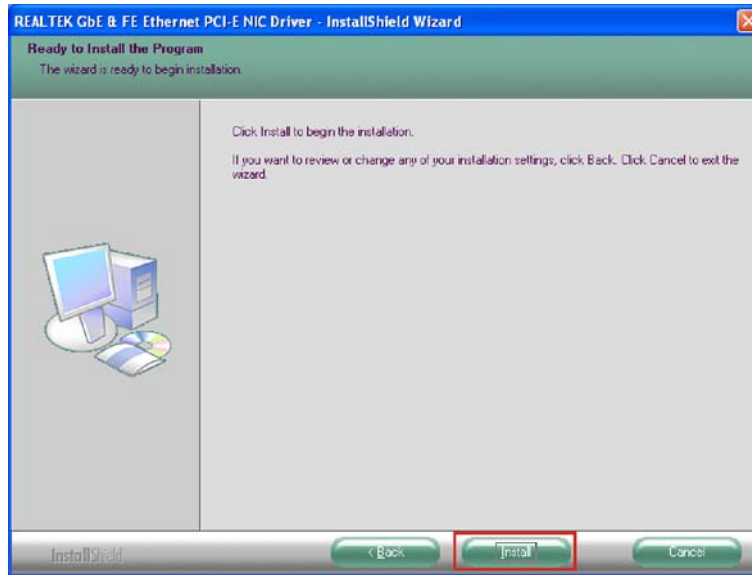 REALTEK GbE & FE Ethernet PCI-E NIC Driver - InstallShield Wizard
Ready to Install the Program
The wizard is ready to begin installation.
Click Install to begin the installation.
If you want to review or change any of your installation settings, click Back. Click Cancel to exit the
wizard.
InstallShield
< Back
Install
Cancel